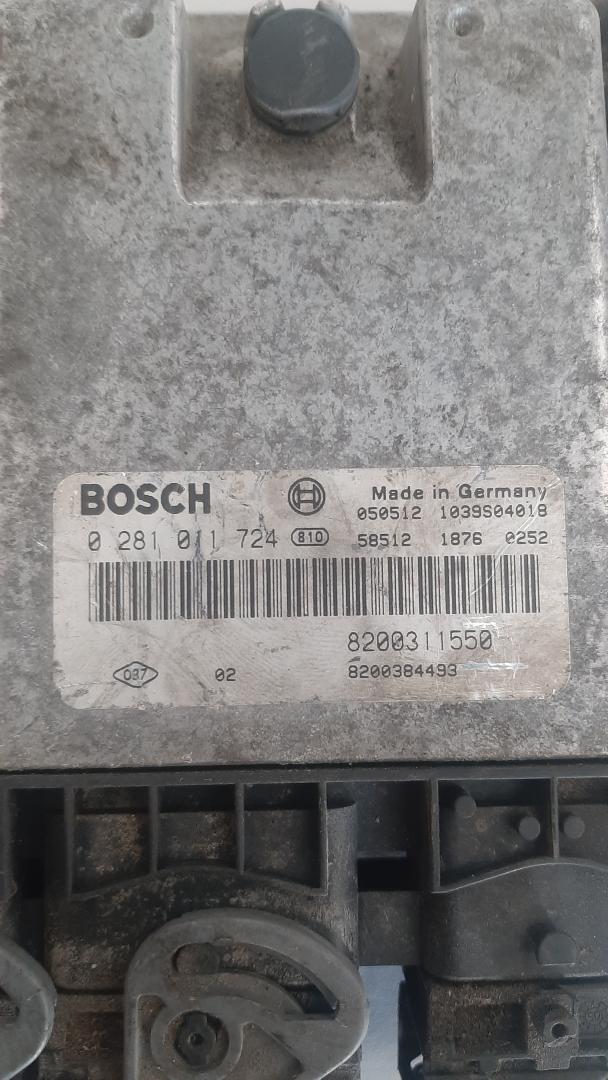 BOSCH
Made in Germany
050512 1039S04018
0 281 011 724 810
58512 1876 0252
8200311550
037 02 8200384493